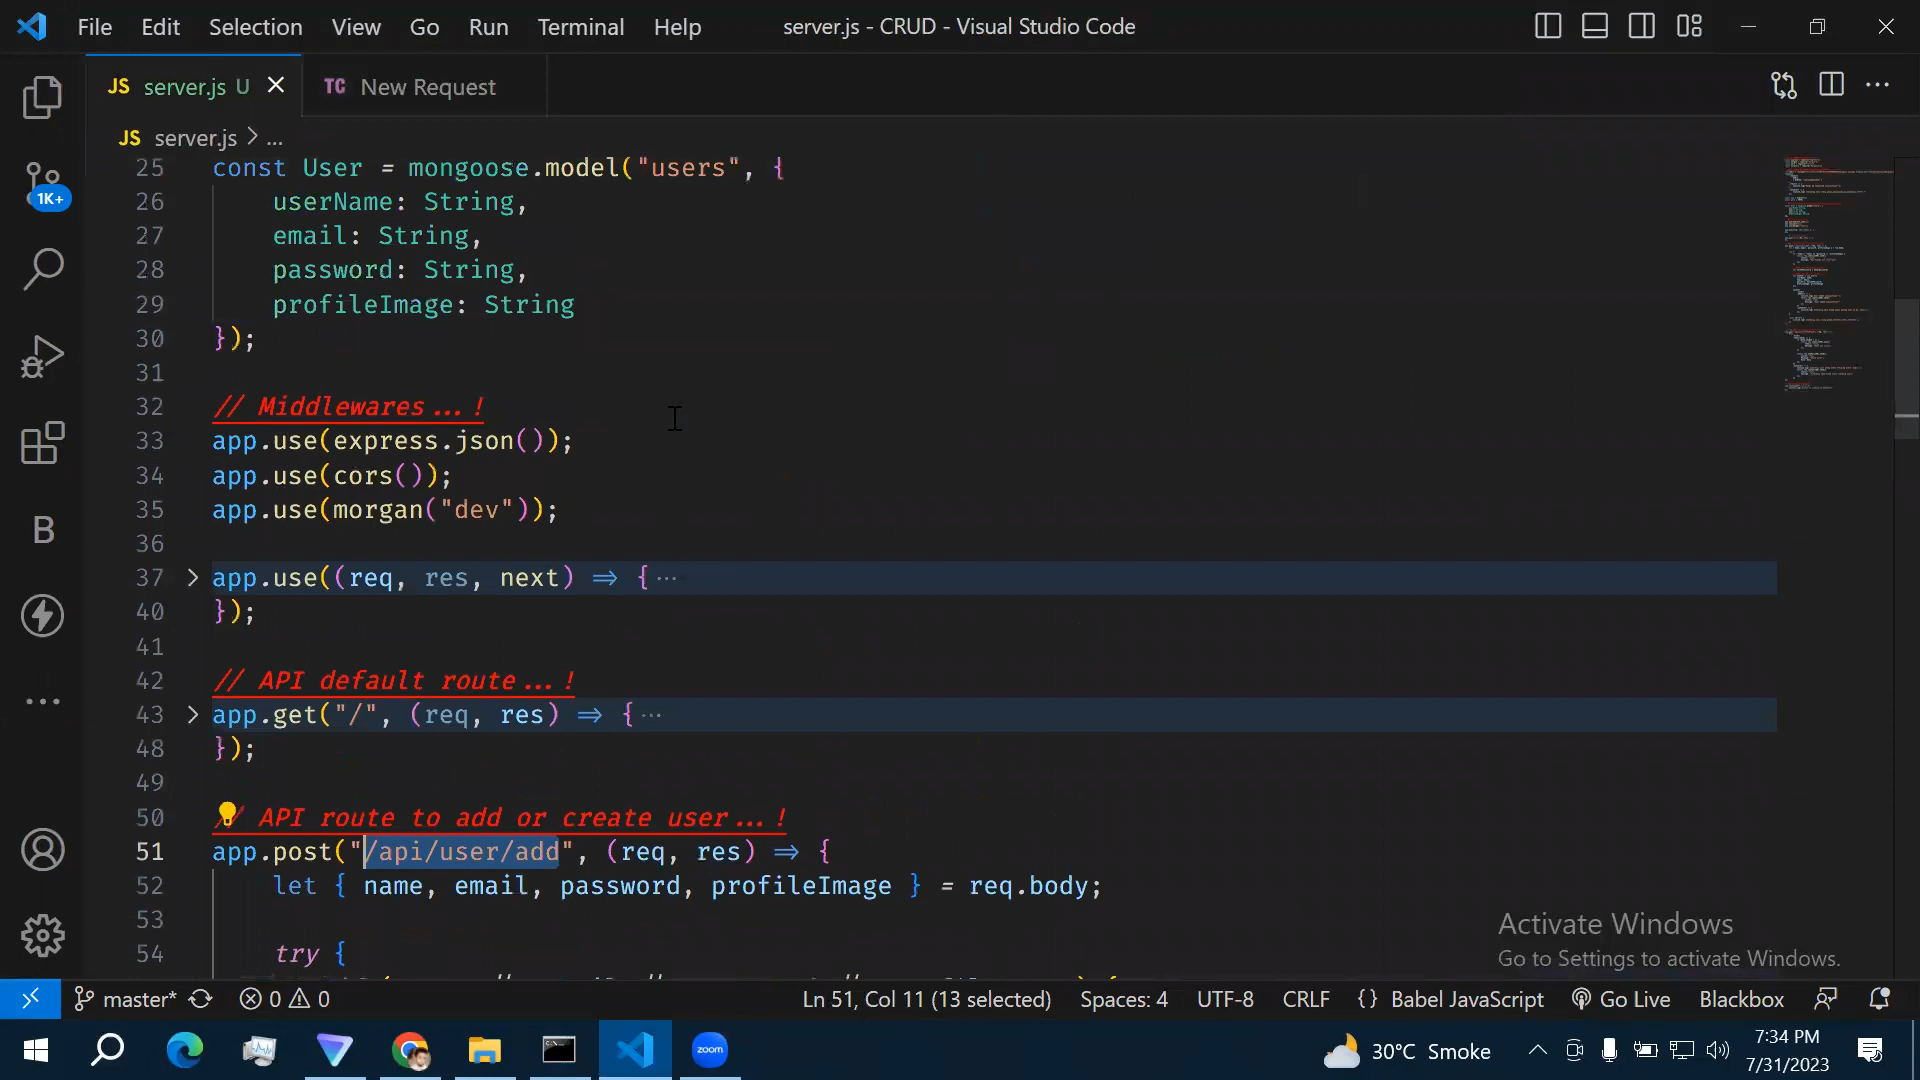 File Edit Selection View Go Run Terminal Help server.js - CRUD - Visual Studio Code
JS server.js U TC New Request
JS server.js > ...
25 const User = mongoose.model("users", {
26 userName: String,
27 email: String,
28 password: String,
29 profileImage: String
30 });
31
32 // Middlewares...!
33 app.use(express.json());
34 app.use(cors());
35 app.use(morgan("dev"));
36
37 app.use((req, res, next) => {...
40 });
41
42 // API default route...!
43 app.get("/", (req, res) => {...
48 });
49
50 // API route to add or create user...!
51 app.post("/api/user/add", (req, res) => {
52 let { name, email, password, profileImage } = req.body;
53
54 try {
1K+
B
Activate Windows
Go to Settings to activate Windows.
master* 0 0 Ln 51, Col 11 (13 selected) Spaces: 4 UTF-8 CRLF {} Babel JavaScript Go Live Blackbox
zoom 30°C Smoke 7:34 PM
7/31/2023